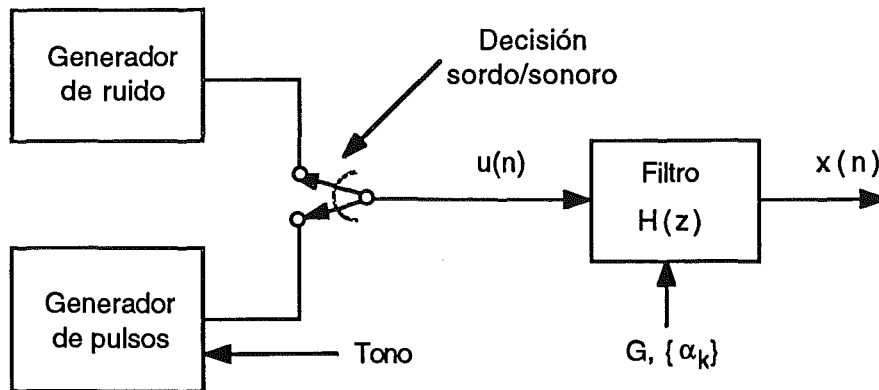 Generador
de ruido
Decisión
sordo/sonoro
u(n)
Filtro
H(z)
x(n)
Generador
de pulsos
Tono
G, {αk}